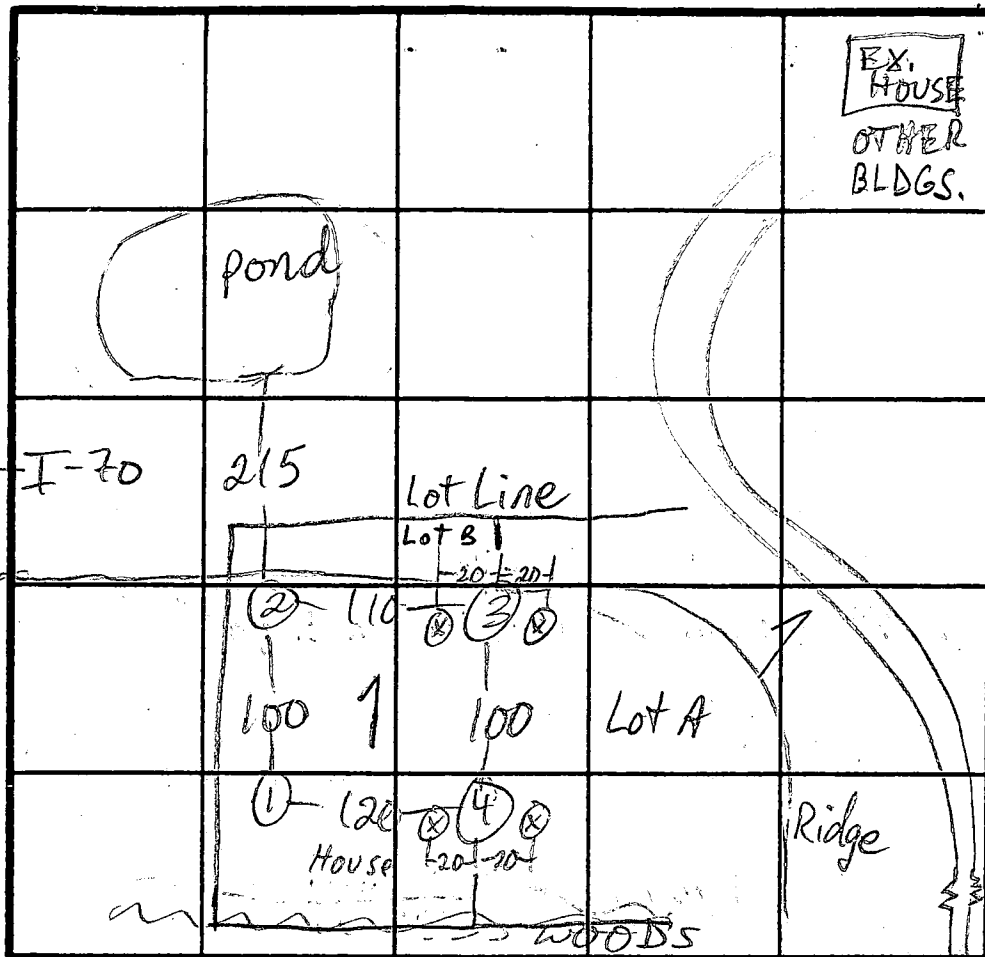 EX.
HOUSE
OTHER
BLDGS.
pond
I-70
215
Lot Line
Lot B
20 20
2 110 X 3 X
100 1 100 Lot A
1 120 X 4 X
Ridge
House 20 20
WOODS